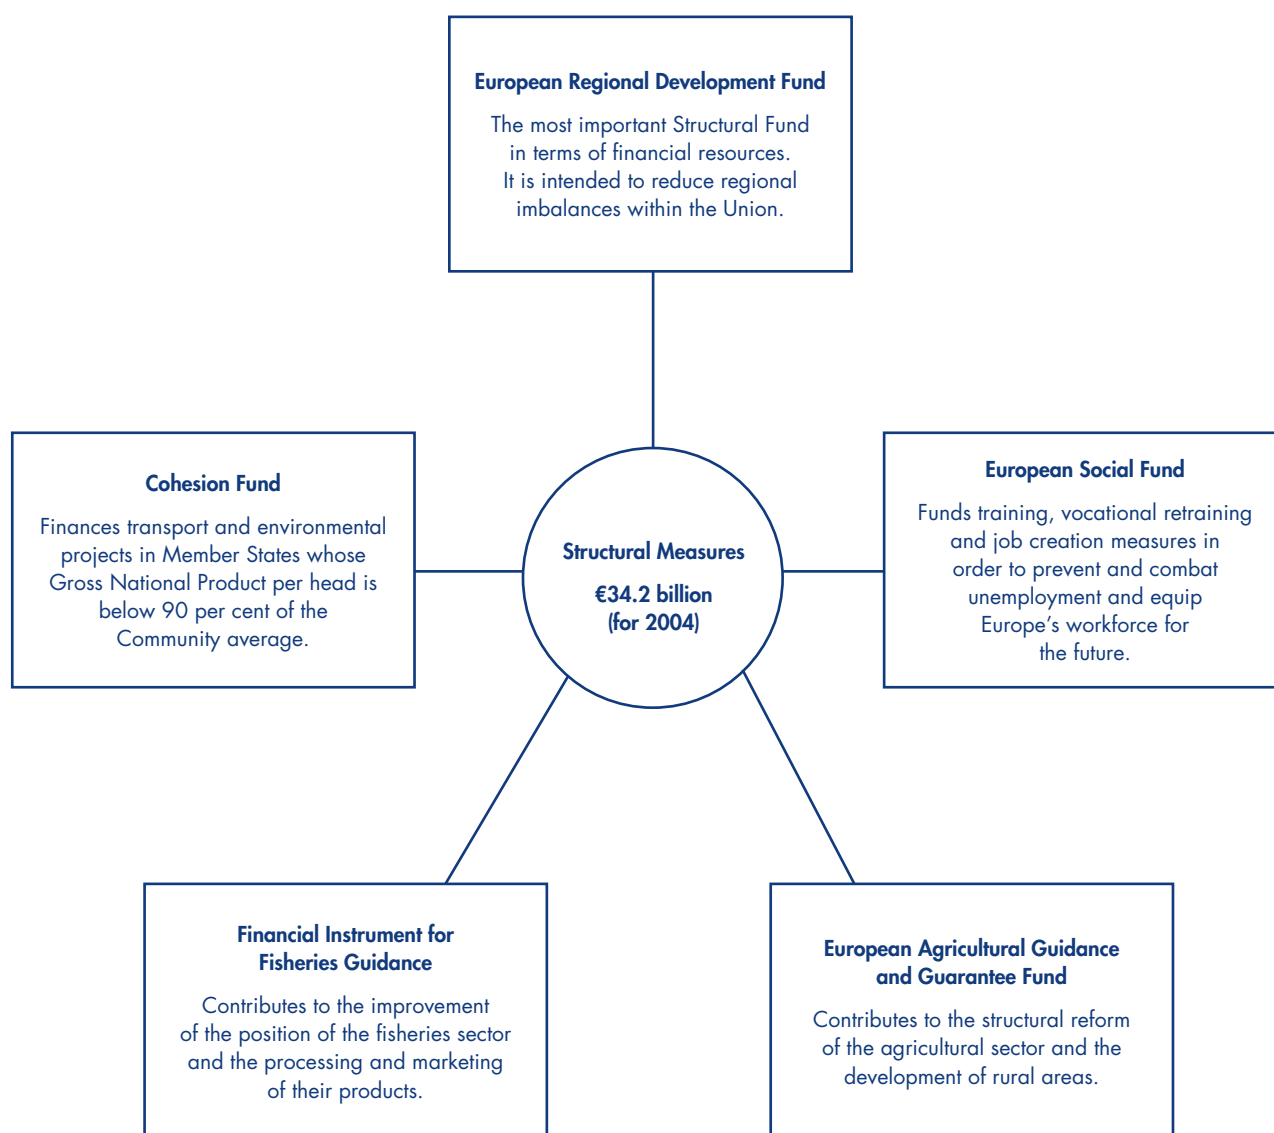 European Regional Development Fund
The most important Structural Fund
in terms of financial resources.
It is intended to reduce regional
imbalances within the Union.
Cohesion Fund
Finances transport and environmental
projects in Member States whose
Gross National Product per head is
below 90 per cent of the
Community average.
Structural Measures
€34.2 billion
(for 2004)
European Social Fund
Funds training, vocational retraining
and job creation measures in
order to prevent and combat
unemployment and equip
Europe’s workforce for
the future.
Financial Instrument for
Fisheries Guidance
Contributes to the improvement
of the position of the fisheries sector
and the processing and marketing
of their products.
European Agricultural Guidance
and Guarantee Fund
Contributes to the structural reform
of the agricultural sector and the
development of rural areas.